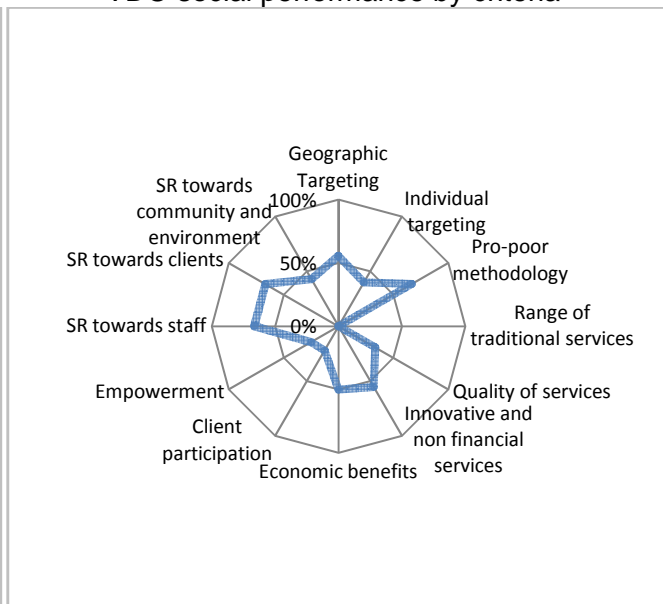 social performance by criteria
Geographic
Targeting
Individual
targeting
Pro-poor
methodology
Range of
traditional services
Quality of services
Innovative and
non financial
services
Economic benefits
Client
participation
Empowerment
SR towards staff
SR towards clients
SR towards
community and
environment
100%
50%
0%